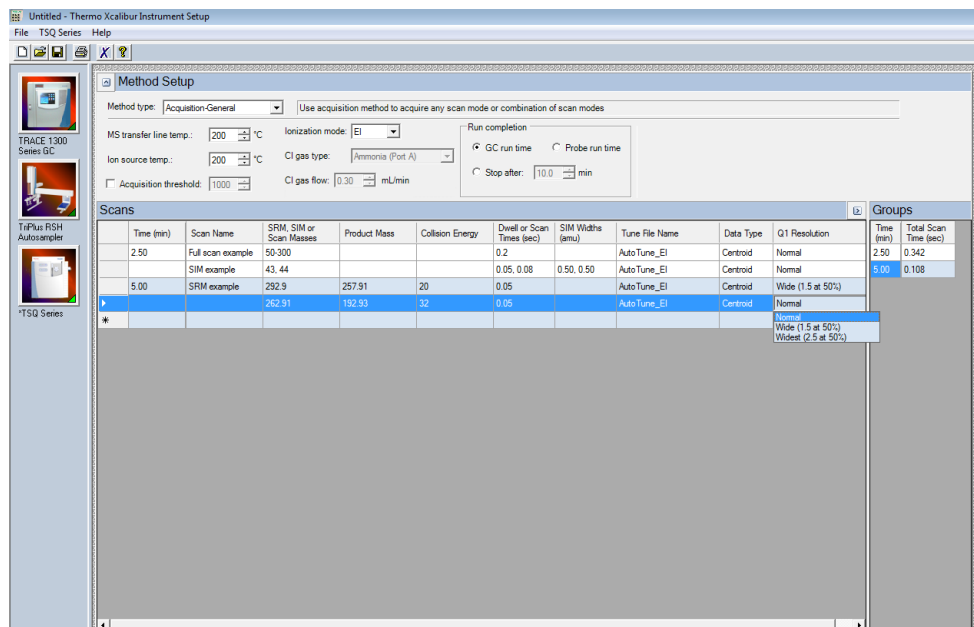 Untitled - Thermo Xcalibur Instrument Setup
File TSQ Series Help
Method Setup
Method type: Acquisition-General Use acquisition method to acquire any scan mode or combination of scan modes
MS transfer line temp.: 200 °C Ionization mode: EI Run completion
GC run time Probe run time
Ion source temp.: 200 °C CI gas type: Ammonia (Port A)
Stop after: 10.0 min
Acquisition threshold: 1000 CI gas flow: 0.30 mL/min
TRACE 1300
Series GC
TriPlus RSH
Autosampler
*TSQ Series
Scans Groups
Time (min) Scan Name SRM, SIM or Scan Masses Product Mass Collision Energy Dwell or Scan Times (sec) SIM Widths (amu) Tune File Name Data Type Q1 Resolution Time (min) Total Scan Time (sec)
2.50 Full scan example 50-300 0.2 AutoTune_EI Centroid Normal 2.50 0.342
SIM example 43, 44 0.05, 0.08 0.50, 0.50 AutoTune_EI Centroid Normal 5.00 0.108
5.00 SRM example 292.9 257.91 20 0.05 AutoTune_EI Centroid Wide (1.5 at 50%)
262.91 192.93 32 0.05 AutoTune_EI Centroid Normal
Normal
Wide (1.5 at 50%)
Widest (2.5 at 50%)